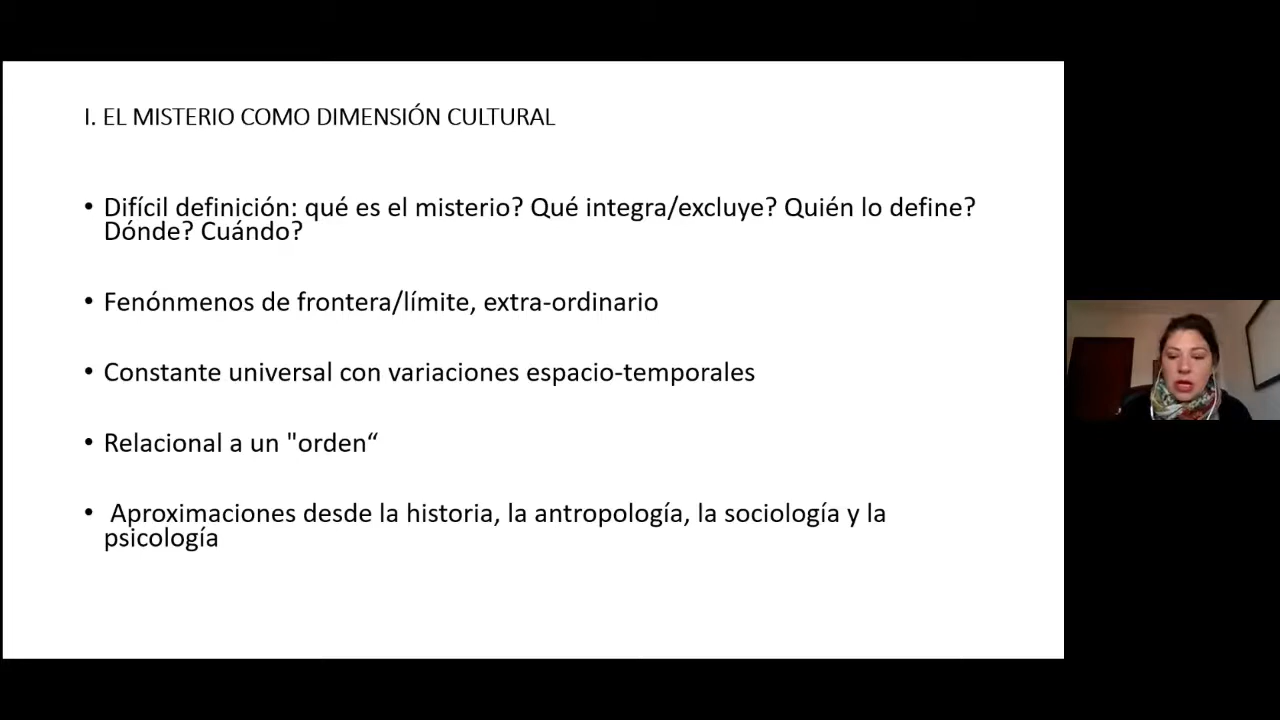 I. EL MISTERIO COMO DIMENSIÓN CULTURAL
• Difícil definición: qué es el misterio? Qué integra/excluye? Quién lo define?
Dónde? Cuándo?
• Fenónmenos de frontera/límite, extra-ordinario
• Constante universal con variaciones espacio-temporales
• Relacional a un "orden“
• Aproximaciones desde la historia, la antropología, la sociología y la
psicología